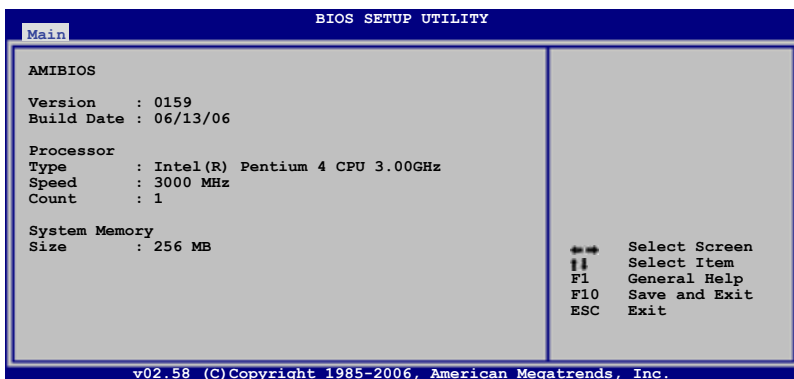 BIOS SETUP UTILITY
Main
AMIBIOS
Version : 0159
Build Date : 06/13/06
Processor
Type : Intel(R) Pentium 4 CPU 3.00GHz
Speed : 3000 MHz
Count : 1
System Memory
Size : 256 MB
←→ Select Screen
↑↓ Select Item
F1 General Help
F10 Save and Exit
ESC Exit
v02.58 (C)Copyright 1985-2006, American Megatrends, Inc.